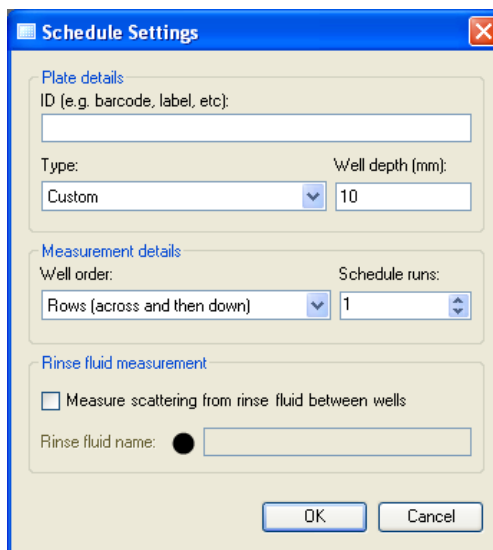 Schedule Settings
Plate details
ID (e.g. barcode, label, etc):
Type: Well depth (mm):
Custom 10
Measurement details
Well order: Schedule runs:
Rows (across and then down) 1
Rinse fluid measurement
Measure scattering from rinse fluid between wells
Rinse fluid name:
OK Cancel